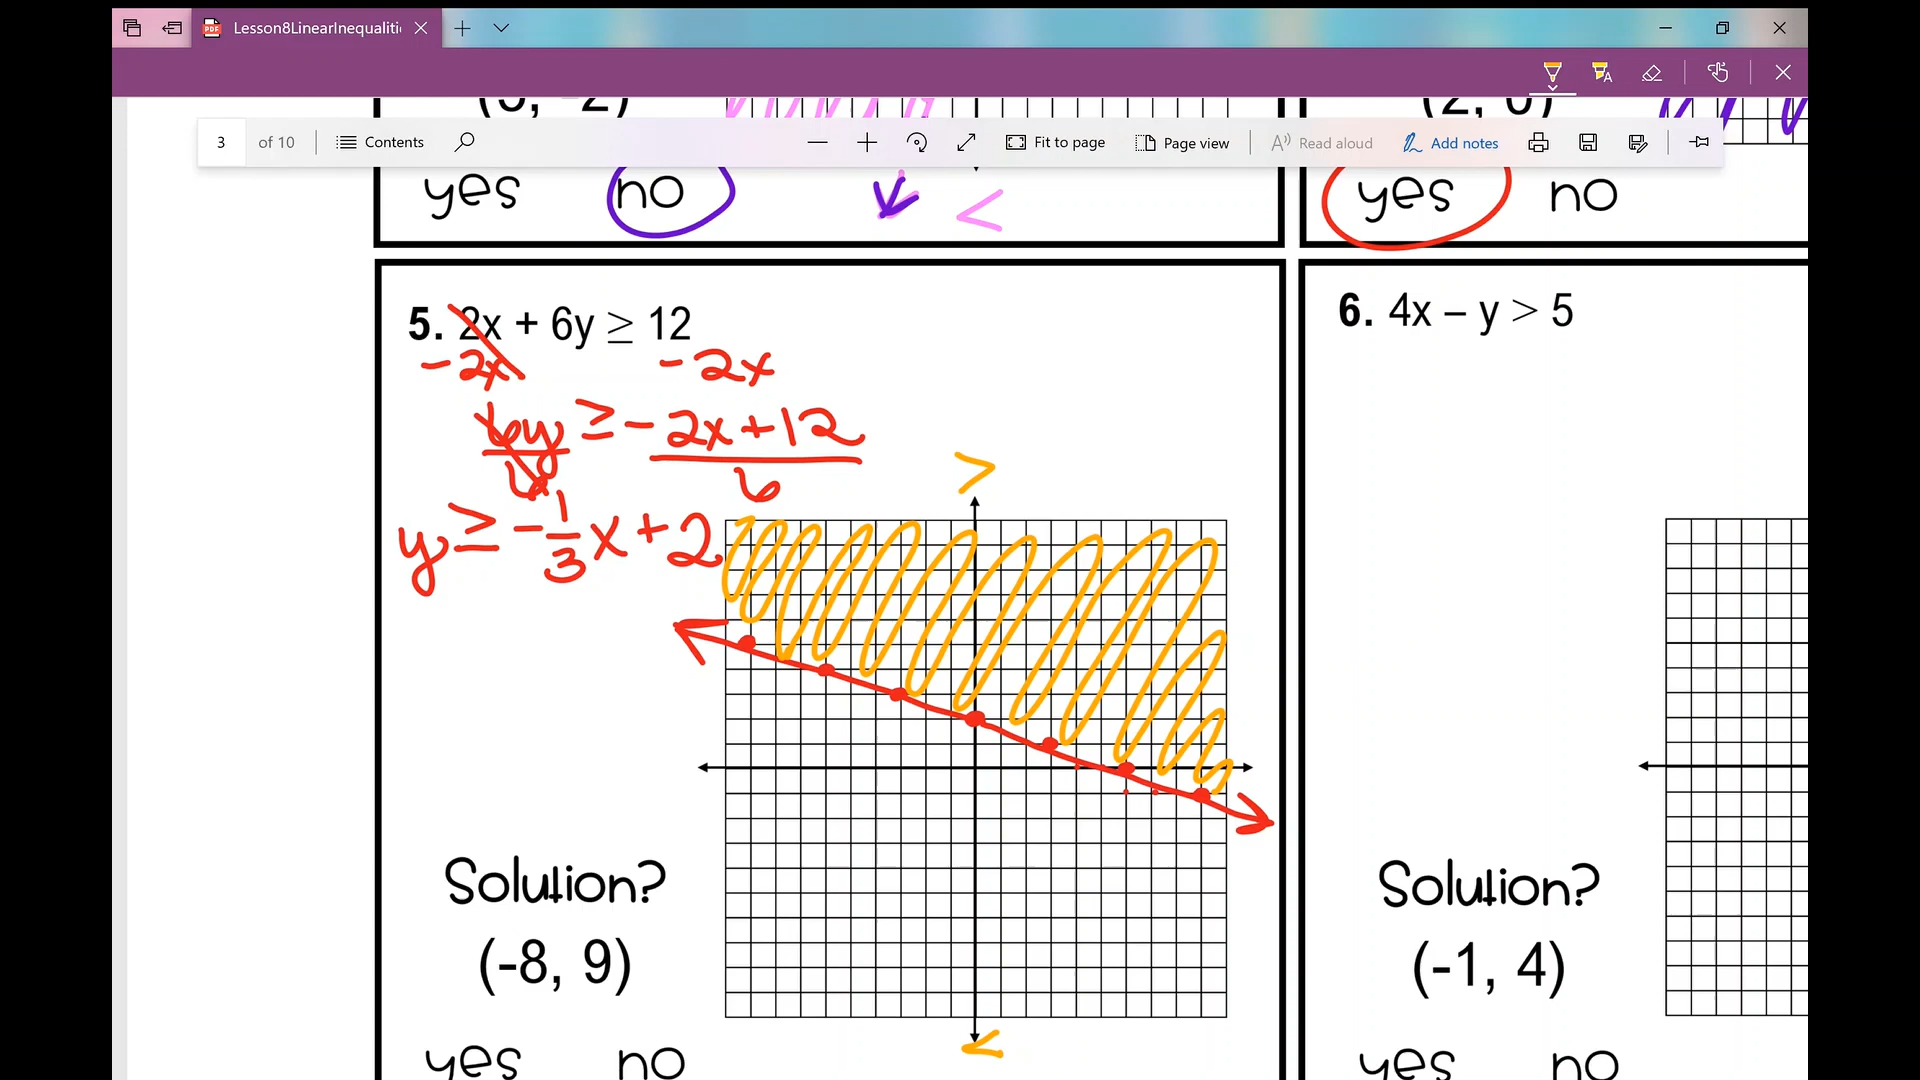 Lesson8LinearInequaliti
3 of 10 Contents Fit to page Page view Read aloud Add notes
yes no <
yes no
5. 2x + 6y ≥ 12
-2x -2x
6y ≥ -2x+12
6 6
y ≥ -1/3x+2
>
Solution?
(-8, 9)
<
yes no
6. 4x – y > 5
Solution?
(-1, 4)
yes no